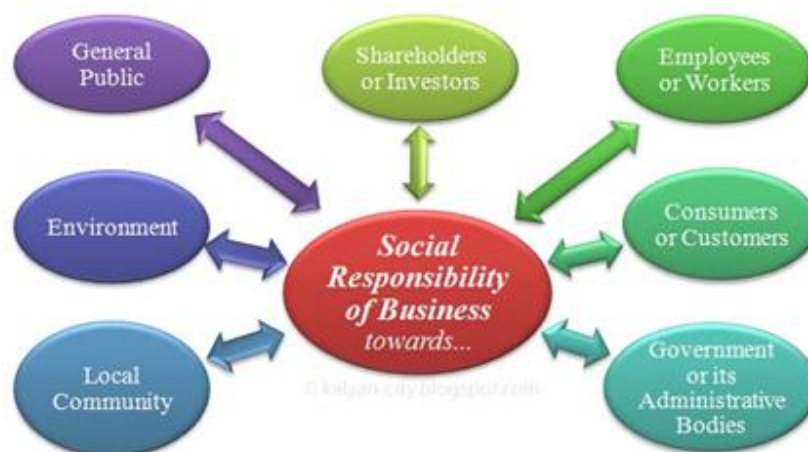 General
Public
Shareholders
or Investors
Employees
or Workers
Environment
Consumers
or Customers
Social
Responsibility
of Business
towards...
Local
Community
Government
or its
Administrative
Bodies
© kalyan-city.blogspot.com